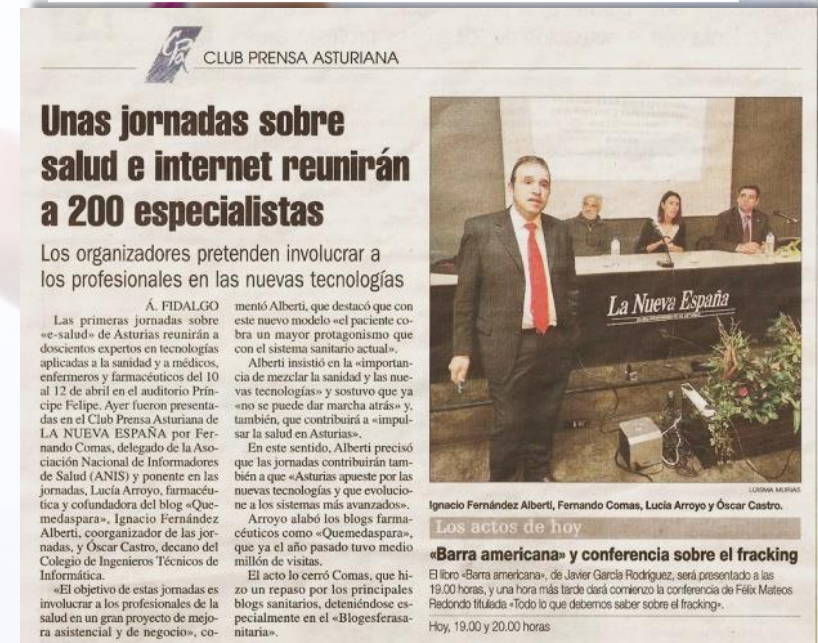 CPA
CLUB PRENSA ASTURIANA
Unas jornadas sobre
salud e internet reunirán
a 200 especialistas
Los organizadores pretenden involucrar a
los profesionales en las nuevas tecnologías
Á. FIDALGO
Las primeras jornadas sobre
«e-salud» de Asturias reunirán a
doscientos expertos en tecnologías
aplicadas a la sanidad y a médicos,
enfermeros y farmacéuticos del 10
al 12 de abril en el auditorio Prín-
cipe Felipe. Ayer fueron presenta-
das en el Club Prensa Asturiana de
LA NUEVA ESPAÑA por Fer-
nando Comas, delegado de la Aso-
ciación Nacional de Informadores
de Salud (ANIS) y ponente en las
jornadas, Lucía Arroyo, farmacéu-
tica y cofundadora del blog «Que-
medaspara», Ignacio Fernández
Alberti, coorganizador de las jor-
nadas, y Óscar Castro, decano del
Colegio de Ingenieros Técnicos de
Informática.
«El objetivo de estas jornadas es
involucrar a los profesionales de la
salud en un gran proyecto de mejo-
ra asistencial y de negocio», co-
mentó Alberti, que destacó que con
este nuevo modelo «el paciente co-
bra un mayor protagonismo que
con el sistema sanitario actual».
Alberti insistió en la «importan-
cia de mezclar la sanidad y las nue-
vas tecnologías» y sostuvo que ya
«no se puede dar marcha atrás» y,
también, que contribuirá a «impul-
sar la salud en Asturias».
En este sentido, Alberti precisó
que las jornadas contribuirán tam-
bién a que «Asturias apueste por las
nuevas tecnologías y que evolucio-
ne a los sistemas más avanzados».
Arroyo alabó los blogs farma-
céuticos como «Quemedaspara»,
que ya el año pasado tuvo medio
millón de visitas.
El acto lo cerró Comas, que hi-
zo un repaso por los principales
blogs sanitarios, deteniéndose es-
pecialmente en el «Blogesferasa-
nitaria».
La Nueva España
LUISMA MURIAS
Ignacio Fernández Alberti, Fernando Comas, Lucía Arroyo y Óscar Castro.
Los actos de hoy
«Barra americana» y conferencia sobre el fracking
El libro «Barra americana», de Javier García Rodríguez, será presentado a las
19.00 horas, y una hora más tarde dará comienzo la conferencia de Félix Mateos
Redondo titulada «Todo lo que debemos saber sobre el fracking».
Hoy, 19.00 y 20.00 horas